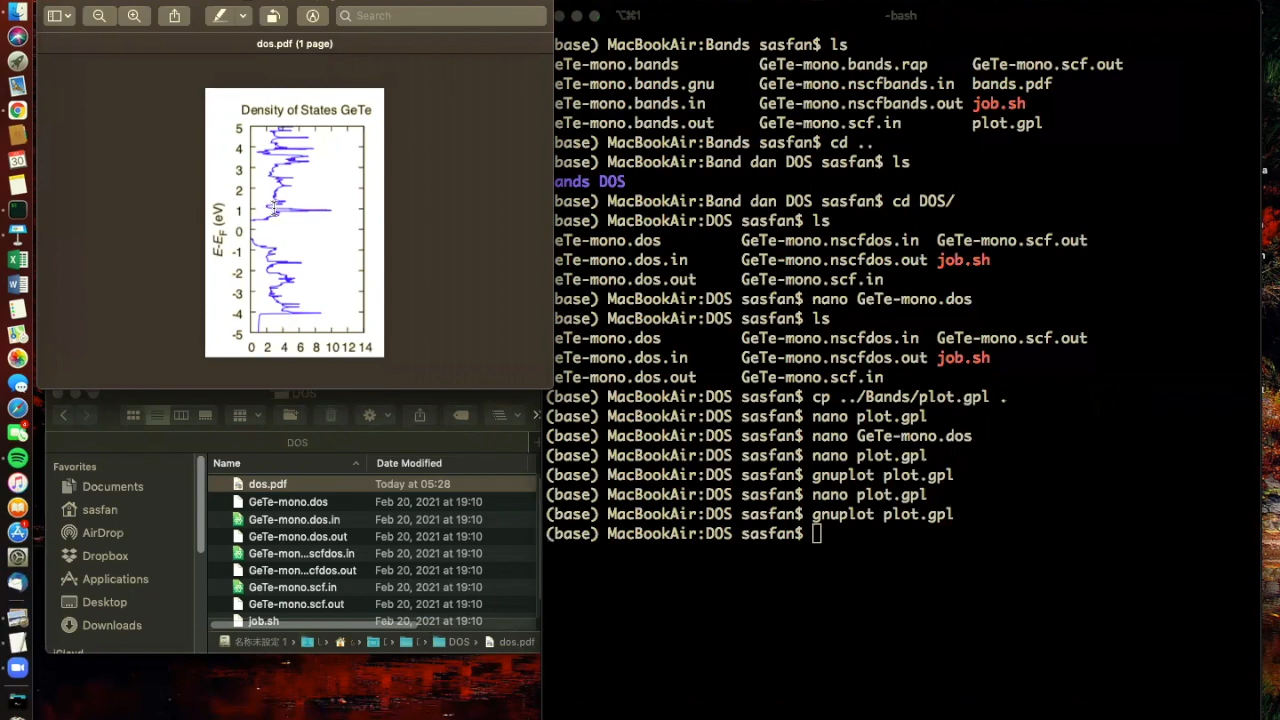 Search
dos.pdf (1 page)
Density of States GeTe
5
4
3
2
1
0
-1
-2
-3
-4
-5
E-EF (eV)
0 2 4 6 8 10 12 14
DOS
DOS
Name Date Modified
Favorites
Documents
sasfan
AirDrop
Dropbox
Applications
Desktop
Downloads
iCloud
dos.pdf Today at 05:28
GeTe-mono.dos Feb 20, 2021 at 19:10
GeTe-mono.dos.in Feb 20, 2021 at 19:10
GeTe-mono.dos.out Feb 20, 2021 at 19:10
GeTe-mon...scfdos.in Feb 20, 2021 at 19:10
GeTe-mon...cfdos.out Feb 20, 2021 at 19:10
GeTe-mono.scf.in Feb 20, 2021 at 19:10
GeTe-mono.scf.out Feb 20, 2021 at 19:10
job.sh Feb 20, 2021 at 19:10
名称未設定 1 › DOS › dos.pdf
⌥⌘1 -bash
base) MacBookAir:Bands sasfan$ ls
eTe-mono.bands GeTe-mono.bands.rap GeTe-mono.scf.out
eTe-mono.bands.gnu GeTe-mono.nscfbands.in bands.pdf
eTe-mono.bands.in GeTe-mono.nscfbands.out job.sh
eTe-mono.bands.out GeTe-mono.scf.in plot.gpl
base) MacBookAir:Bands sasfan$ cd ..
base) MacBookAir:Band dan DOS sasfan$ ls
ands DOS
base) MacBookAir:Band dan DOS sasfan$ cd DOS/
base) MacBookAir:DOS sasfan$ ls
eTe-mono.dos GeTe-mono.nscfdos.in GeTe-mono.scf.out
eTe-mono.dos.in GeTe-mono.nscfdos.out job.sh
eTe-mono.dos.out GeTe-mono.scf.in
base) MacBookAir:DOS sasfan$ nano GeTe-mono.dos
base) MacBookAir:DOS sasfan$ ls
eTe-mono.dos GeTe-mono.nscfdos.in GeTe-mono.scf.out
eTe-mono.dos.in GeTe-mono.nscfdos.out job.sh
eTe-mono.dos.out GeTe-mono.scf.in
(base) MacBookAir:DOS sasfan$ cp ../Bands/plot.gpl .
(base) MacBookAir:DOS sasfan$ nano plot.gpl
(base) MacBookAir:DOS sasfan$ nano GeTe-mono.dos
(base) MacBookAir:DOS sasfan$ nano plot.gpl
(base) MacBookAir:DOS sasfan$ gnuplot plot.gpl
(base) MacBookAir:DOS sasfan$ nano plot.gpl
(base) MacBookAir:DOS sasfan$ gnuplot plot.gpl
(base) MacBookAir:DOS sasfan$